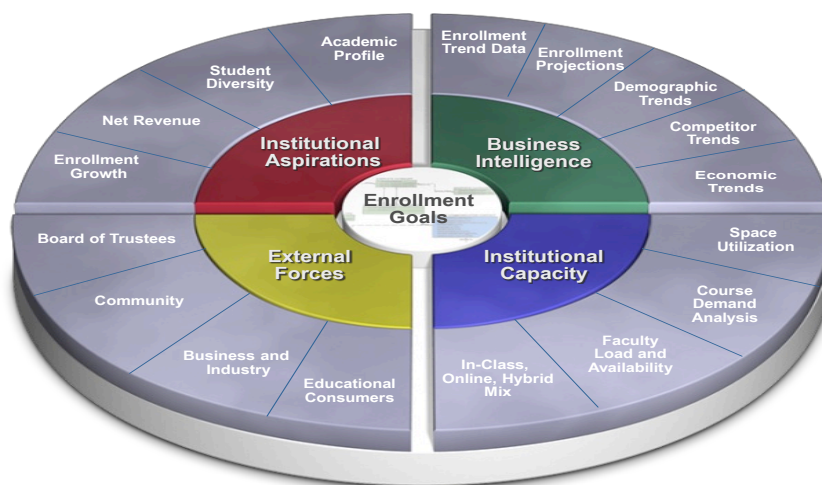 Academic
Profile
Student
Diversity
Net Revenue
Enrollment
Growth
Institutional
Aspirations
Enrollment
Trend Data
Enrollment
Projections
Demographic
Trends
Competitor
Trends
Economic
Trends
Business
Intelligence
Enrollment
Goals
Board of Trustees
Community
Business and
Industry
Educational
Consumers
External
Forces
Space
Utilization
Course
Demand
Analysis
Faculty
Load and
Availability
In-Class,
Online, Hybrid
Mix
Institutional
Capacity